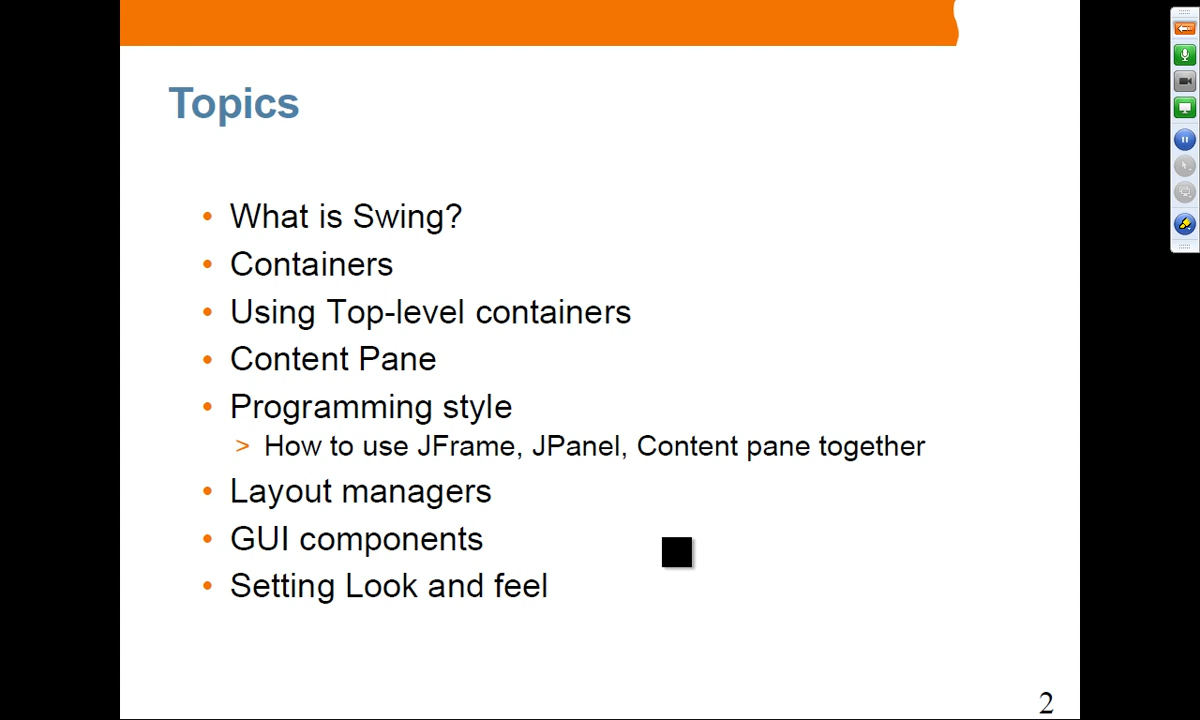 Topics
• What is Swing?
• Containers
• Using Top-level containers
• Content Pane
• Programming style
> How to use JFrame, JPanel, Content pane together
• Layout managers
• GUI components
• Setting Look and feel
2